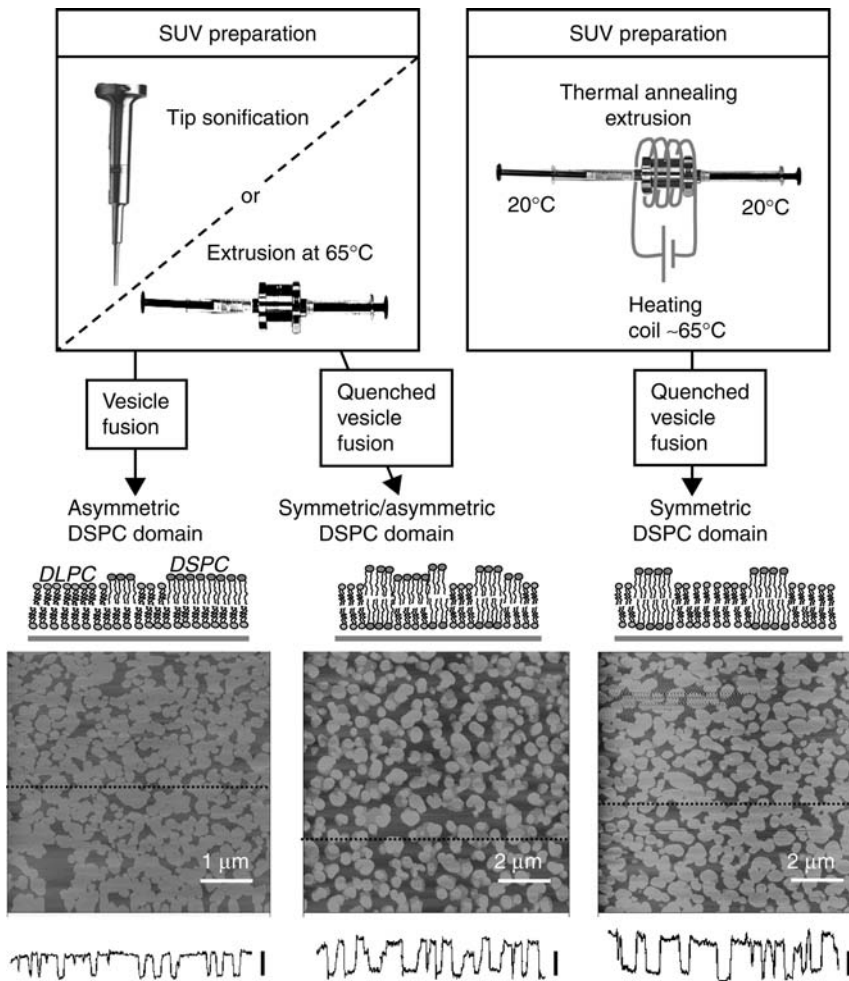 SUV preparation
Tip sonification
or
Extrusion at 65°C
SUV preparation
Thermal annealing
extrusion
20°C
20°C
Heating
coil ~65°C
Vesicle
fusion
Quenched
vesicle
fusion
Quenched
vesicle
fusion
Asymmetric
DSPC domain
Symmetric/asymmetric
DSPC domain
Symmetric
DSPC domain
DLPC
DSPC
1 μm
2 μm
2 μm